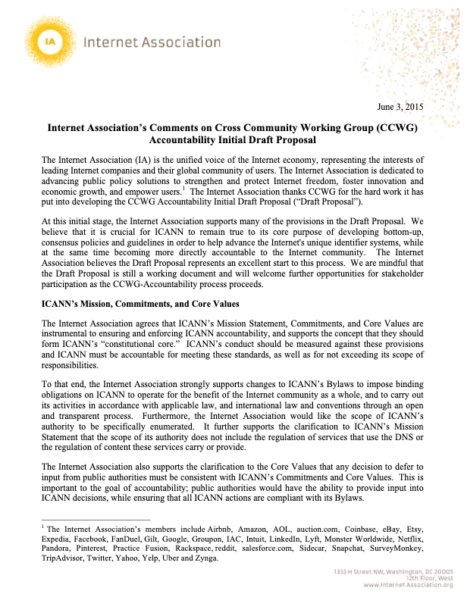 IA Internet Association
June 3, 2015
Internet Association's Comments on Cross Community Working Group (CCWG)
Accountability Initial Draft Proposal
The Internet Association (IA) is the unified voice of the Internet economy, representing the interests of
leading Internet companies and their global community of users. The Internet Association is dedicated to
advancing public policy solutions to strengthen and protect Internet freedom, foster innovation and
economic growth, and empower users.1 The Internet Association thanks CCWG for the hard work it has
put into developing the CCWG Accountability Initial Draft Proposal ("Draft Proposal").
At this initial stage, the Internet Association supports many of the provisions in the Draft Proposal. We
believe that it is crucial for ICANN to remain true to its core purpose of developing bottom-up,
consensus policies and guidelines in order to help advance the Internet's unique identifier systems, while
at the same time becoming more directly accountable to the Internet community. The Internet
Association believes the Draft Proposal represents an excellent start to this process. We are mindful that
the Draft Proposal is still a working document and will welcome further opportunities for stakeholder
participation as the CCWG-Accountability process proceeds.
ICANN's Mission, Commitments, and Core Values
The Internet Association agrees that ICANN's Mission Statement, Commitments, and Core Values are
instrumental to ensuring and enforcing ICANN accountability, and supports the concept that they should
form ICANN's "constitutional core." ICANN's conduct should be measured against these provisions
and ICANN must be accountable for meeting these standards, as well as for not exceeding its scope of
responsibilities.
To that end, the Internet Association strongly supports changes to ICANN's Bylaws to impose binding
obligations on ICANN to operate for the benefit of the Internet community as a whole, and to carry out
its activities in accordance with applicable law, and international law and conventions through an open
and transparent process. Furthermore, the Internet Association would like the scope of ICANN's
authority to be specifically enumerated. It further supports the clarification to ICANN's Mission
Statement that the scope of its authority does not include the regulation of services that use the DNS or
the regulation of content these services carry or provide.
The Internet Association also supports the clarification to the Core Values that any decision to defer to
input from public authorities must be consistent with ICANN's Commitments and Core Values. This is
important to the goal of accountability; public authorities would have the ability to provide input into
ICANN decisions, while ensuring that all ICANN actions are compliant with its Bylaws.
1 The Internet Association's members include Airbnb, Amazon, AOL, auction.com, Coinbase, eBay, Etsy,
Expedia, Facebook, FanDuel, Gilt, Google, Groupon, IAC, Intuit, LinkedIn, Lyft, Monster Worldwide, Netflix,
Pandora, Pinterest, Practice Fusion, Rackspace, reddit, salesforce.com, Sidecar, Snapchat, SurveyMonkey,
TripAdvisor, Twitter, Yahoo, Yelp, Uber and Zynga.
1333 H Street NW, Washington, DC 20005
12th Floor, West
www.internetassociation.org